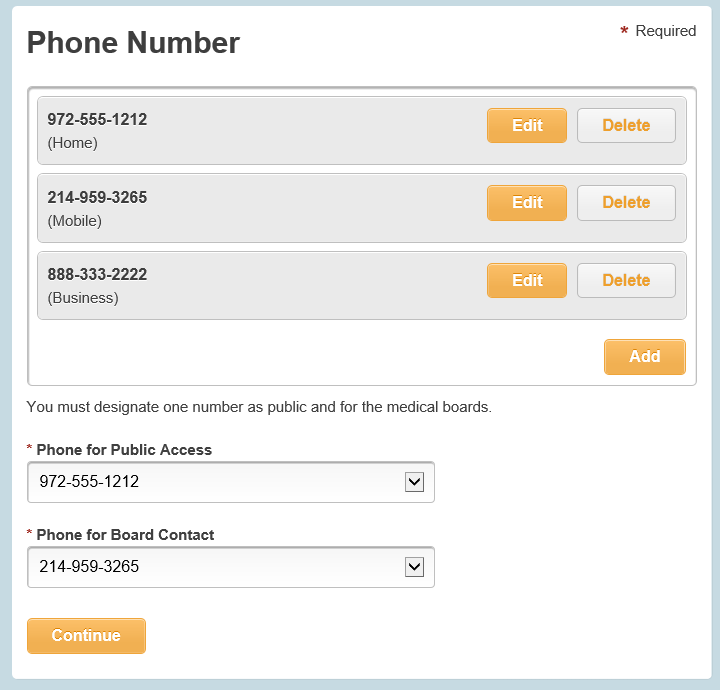 Phone Number
* Required
972-555-1212
(Home)
Edit
Delete
214-959-3265
(Mobile)
Edit
Delete
888-333-2222
(Business)
Edit
Delete
Add
You must designate one number as public and for the medical boards.
* Phone for Public Access
972-555-1212
* Phone for Board Contact
214-959-3265
Continue